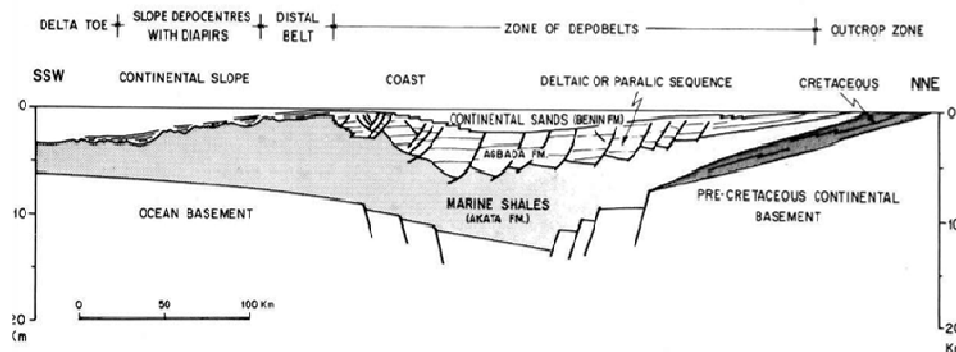 DELTA TOE
SLOPE DEPOCENTRES
WITH DIAPIRS
DISTAL
BELT
ZONE OF DEPOBELTS
OUTCROP ZONE
SSW
CONTINENTAL SLOPE
COAST
DELTAIC OR PARALIC SEQUENCE
CRETACEOUS
NNE
0
CONTINENTAL SANDS (BENIN FM)
0
AGBADA FM.
MARINE SHALES
(AKATA FM.)
PRE-CRETACEOUS CONTINENTAL
BASEMENT
OCEAN BASEMENT
10
10
0
50
100 Km
20
Km
20
K